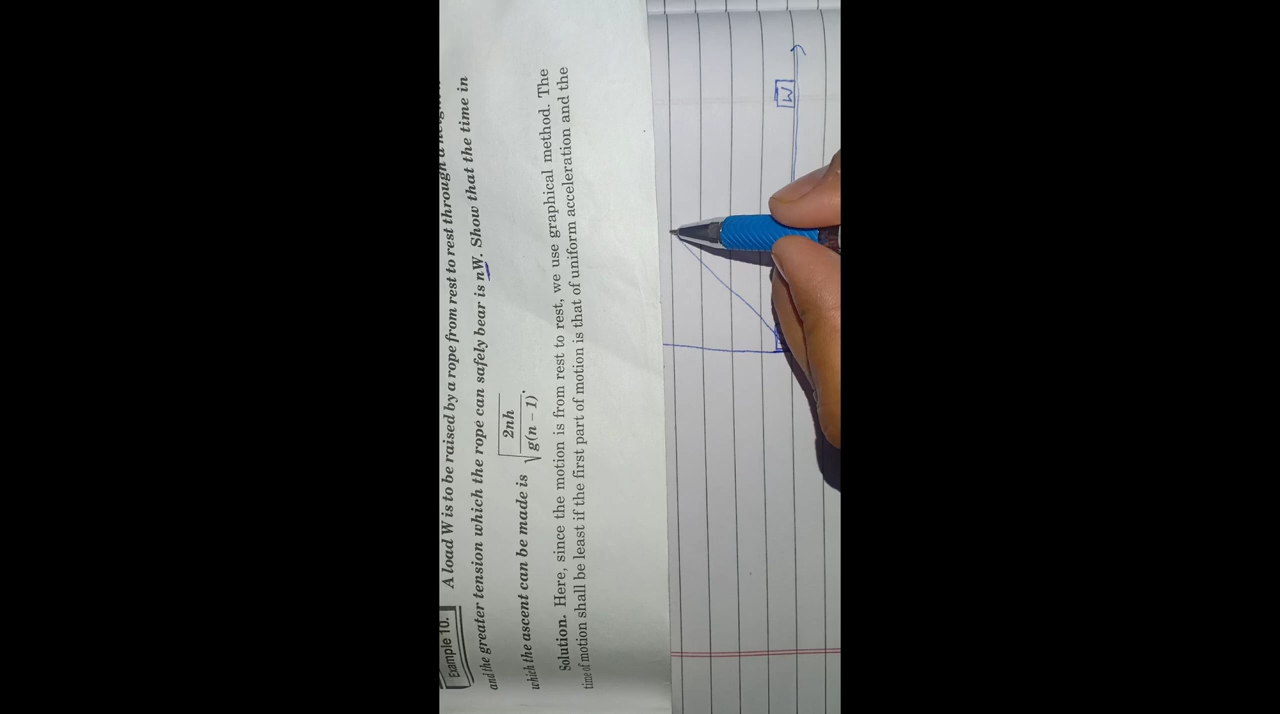 Example 10. A load W is to be raised by a rope from rest to rest through a height
and the greater tension which the rope can safely bear is nW. Show that the time in
which the ascent can be made is √(2nh / g(n – 1)).
Solution. Here, since the motion is from rest to rest, we use graphical method. The
time of motion shall be least if the first part of motion is that of uniform acceleration and the
W